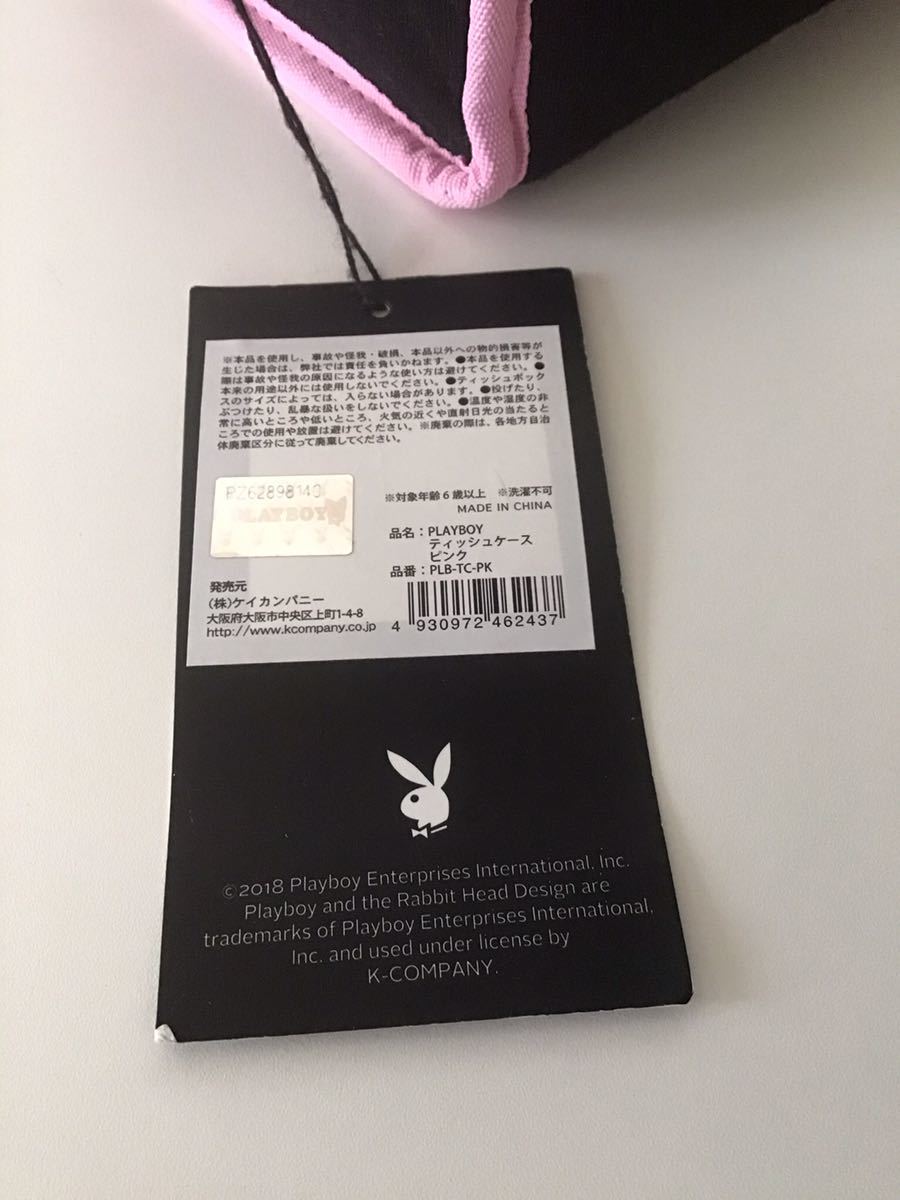 ※本品を使用し、事故や怪我・破損、本品以外への物的損害等が
生じた場合は、弊社では責任を負いかねます。●本品を使用する
際は事故や怪我の原因になるような使い方は避けてください。●
本来の用途以外には使用しないでください。●ティッシュボック
スのサイズによっては、入らない場合があります。●投げたり、
ぶつけたり、乱暴な扱いをしないでください。●温度や湿度の非
常に高いところや低いところ、火気の近くや直射日光の当たると
ころでの使用や放置は避けてください。※廃棄の際は、各地方自治
体廃棄区分に従って廃棄してください。
PZ62898140
PLAYBOY
※対象年齢6歳以上 ※洗濯不可
MADE IN CHINA
品名：PLAYBOY
ティッシュケース
ピンク
品番：PLB-TC-PK
発売元
(株)ケイカンパニー
大阪府大阪市中央区上町1-4-8
http://www.kcompany.co.jp
4 930972 462437
©2018 Playboy Enterprises International, Inc.
Playboy and the Rabbit Head Design are
trademarks of Playboy Enterprises International,
Inc. and used under license by
K-COMPANY.